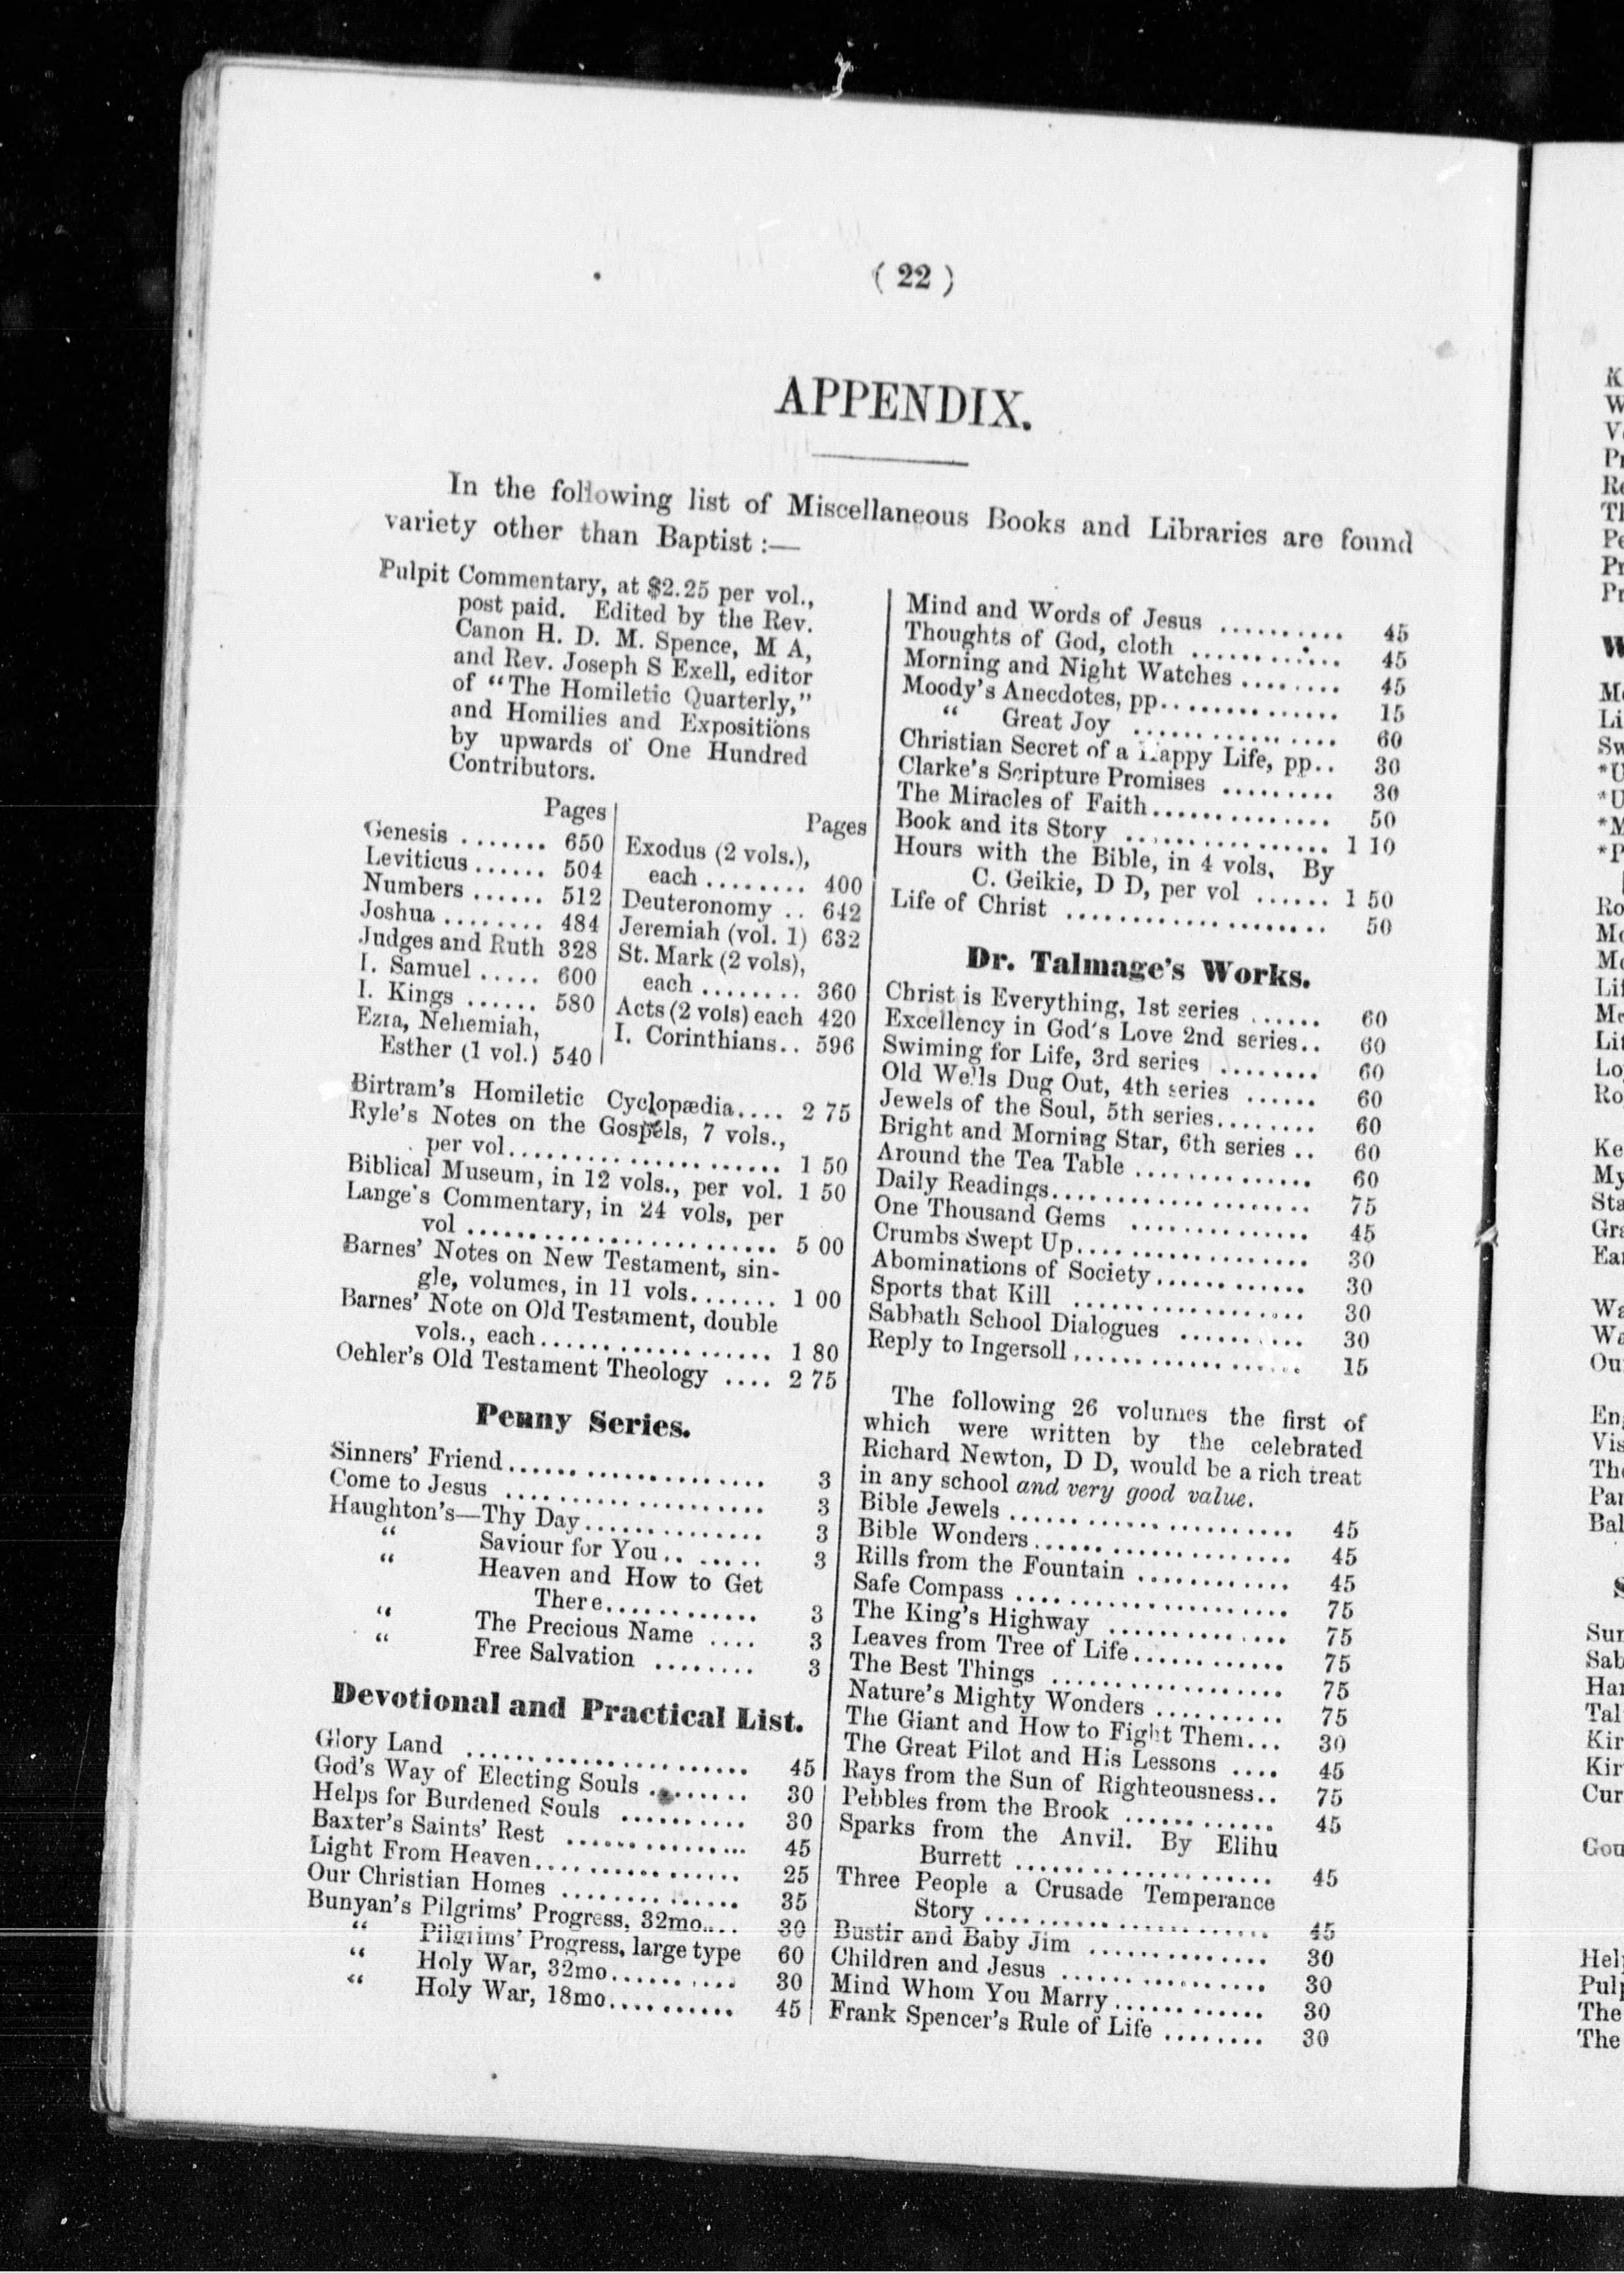 ( 22 )
APPENDIX.
In the following list of Miscellaneous Books and Libraries are found
variety other than Baptist :—
Pulpit Commentary, at $2.25 per vol.,
post paid. Edited by the Rev.
Canon H. D. M. Spence, M A,
and Rev. Joseph S Exell, editor
of "The Homiletic Quarterly,"
and Homilies and Expositions
by upwards of One Hundred
Contributors.
Pages
Genesis ....... 650
Leviticus ...... 504
Numbers ...... 512
Joshua ........ 484
Judges and Ruth 328
I. Samuel ..... 600
I. Kings ...... 580
Ezra, Nehemiah,
Esther (1 vol.) 540
Pages
Exodus (2 vols.),
each ........ 400
Deuteronomy .. 642
Jeremiah (vol. 1) 632
St. Mark (2 vols),
each ........ 360
Acts (2 vols) each 420
I. Corinthians.. 596
Birtram's Homiletic Cyclopædia.... 2 75
Ryle's Notes on the Gospels, 7 vols.,
per vol..................... 1 50
Biblical Museum, in 12 vols., per vol. 1 50
Lange's Commentary, in 24 vols, per
vol ........................ 5 00
Barnes' Notes on New Testament, sin-
gle, volumes, in 11 vols....... 1 00
Barnes' Note on Old Testament, double
vols., each.................. 1 80
Oehler's Old Testament Theology .... 2 75
Penny Series.
Sinners' Friend..................... 3
Come to Jesus .................... 3
Haughton's—Thy Day.............. 3
" Saviour for You.. ...... 3
" Heaven and How to Get
There............ 3
" The Precious Name .... 3
" Free Salvation ........ 3
Devotional and Practical List.
Glory Land ...................... 45
God's Way of Electing Souls ........ 30
Helps for Burdened Souls .......... 30
Baxter's Saints' Rest ............... 45
Light From Heaven................ 25
Our Christian Homes .............. 35
Bunyan's Pilgrims' Progress, 32mo.... 30
" Pilgrims' Progress, large type 60
" Holy War, 32mo.......... 30
" Holy War, 18mo.......... 45
Mind and Words of Jesus .......... 45
Thoughts of God, cloth ............ 45
Morning and Night Watches ........ 45
Moody's Anecdotes, pp.............. 15
" Great Joy ................ 60
Christian Secret of a Happy Life, pp.. 30
Clarke's Scripture Promises ......... 30
The Miracles of Faith.............. 50
Book and its Story ................ 1 10
Hours with the Bible, in 4 vols, By
C. Geikie, D D, per vol ...... 1 50
Life of Christ .................... 50
Dr. Talmage's Works.
Christ is Everything, 1st series ...... 60
Excellency in God's Love 2nd series.. 60
Swiming for Life, 3rd series ........ 60
Old Wells Dug Out, 4th series ...... 60
Jewels of the Soul, 5th series........ 60
Bright and Morning Star, 6th series .. 60
Around the Tea Table .............. 60
Daily Readings.................... 75
One Thousand Gems .............. 45
Crumbs Swept Up.................. 30
Abominations of Society............ 30
Sports that Kill .................. 30
Sabbath School Dialogues .......... 30
Reply to Ingersoll.................. 15
The following 26 volumes the first of
which were written by the celebrated
Richard Newton, D D, would be a rich treat
in any school and very good value.
Bible Jewels ...................... 45
Bible Wonders.................... 45
Rills from the Fountain ............ 45
Safe Compass ..................... 75
The King's Highway .............. 75
Leaves from Tree of Life............ 75
The Best Things .................. 75
Nature's Mighty Wonders .......... 75
The Giant and How to Fight Them... 30
The Great Pilot and His Lessons .... 45
Rays from the Sun of Righteousness.. 75
Pebbles from the Brook ............ 45
Sparks from the Anvil. By Elihu
Burrett .................... 45
Three People a Crusade Temperance
Story ...................... 45
Bustir and Baby Jim .............. 30
Children and Jesus ................ 30
Mind Whom You Marry............ 30
Frank Spencer's Rule of Life ........ 30